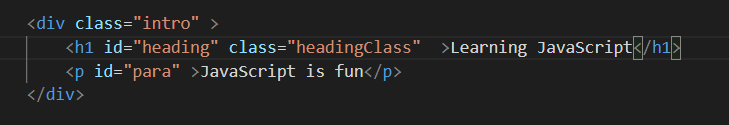 <div class="intro" >
<h1 id="heading" class="headingClass"  >Learning JavaScript</h1>
<p id="para" >JavaScript is fun</p>
</div>